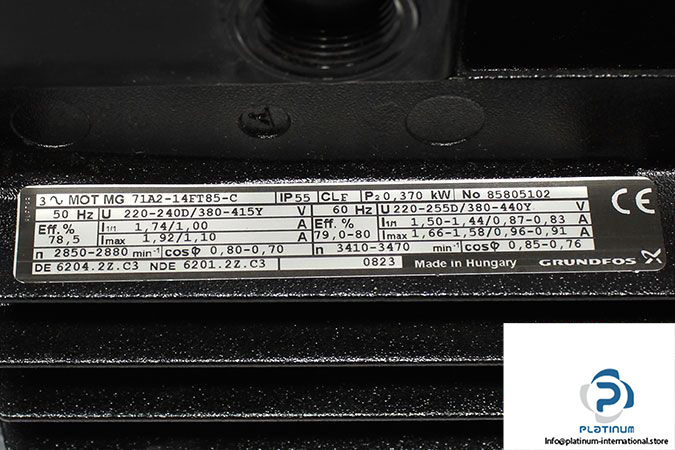 A
3 ∿ MOT MG 71A2-14FT85-C IP55 CLF P2 0,370 kW No 85805102
50 Hz U 220-240D/380-415Y V 60 Hz U 220-255D/380-440Y V
Eff. % 78,5 I1/1 1,74/1,00 A Eff. % 79,0-80 I1/1 1,50-1,44/0,87-0,83 A
Imax 1,92/1,10 A Imax 1,66-1,58/0,96-0,91 A
n 2850-2880 min-1 cosφ 0,80-0,70 n 3410-3470 min-1 cosφ 0,85-0,76
DE 6204.2Z.C3 NDE 6201.2Z.C3 0823 Made in Hungary GRUNDFOS
CE
PLATINUM
Info@platinum-international.store